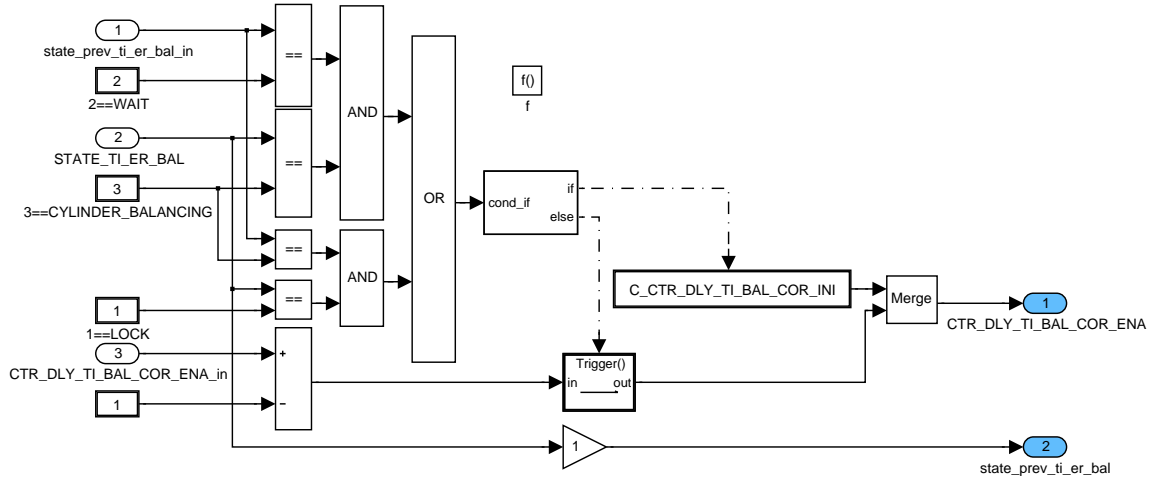 1
state_prev_ti_er_bal_in
2
2==WAIT
2
STATE_TI_ER_BAL
3
3==CYLINDER_BALANCING
1
1==LOCK
3
CTR_DLY_TI_BAL_COR_ENA_in
1
==
==
==
==
+
−
AND
AND
OR
f()
f
cond_if
if
else
C_CTR_DLY_TI_BAL_COR_INI
Trigger()
in
out
1
Merge
1
CTR_DLY_TI_BAL_COR_ENA
2
state_prev_ti_er_bal